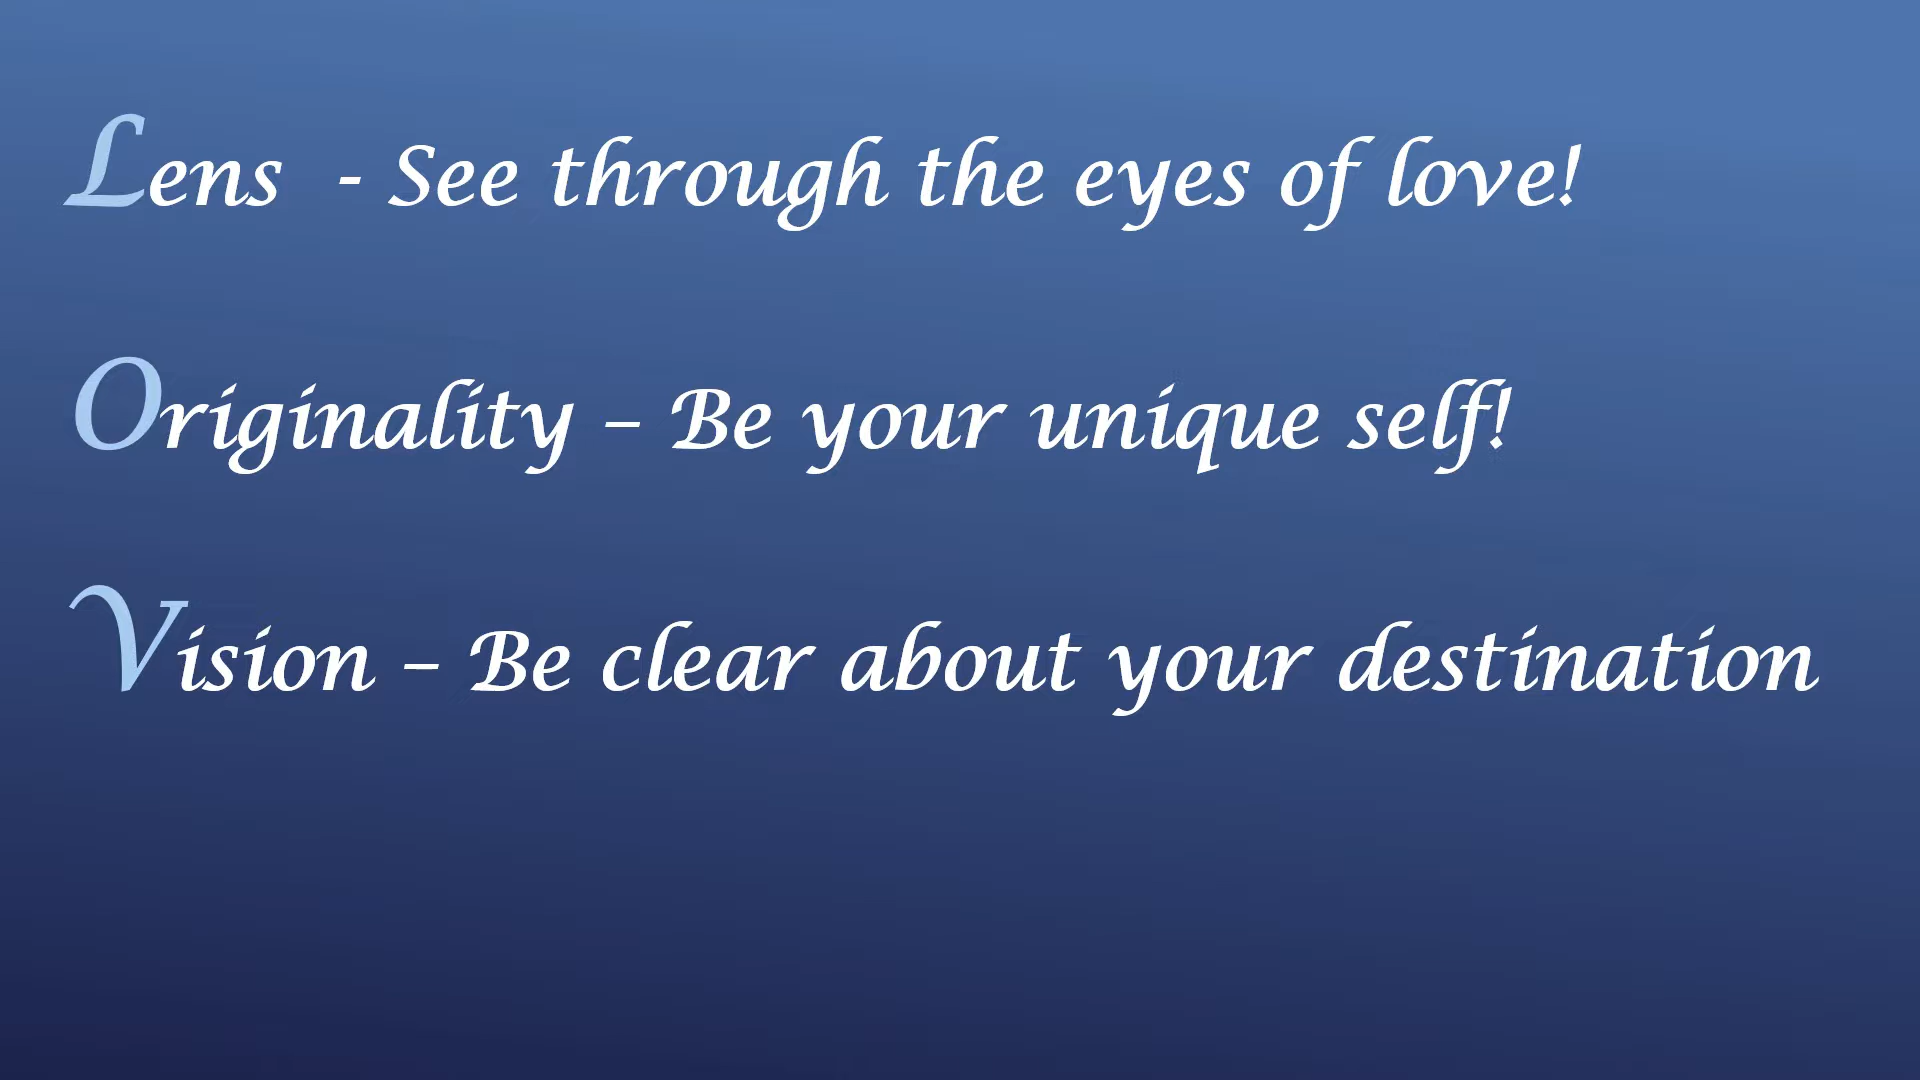 Lens - See through the eyes of love!
Originality – Be your unique self!
Vision – Be clear about your destination